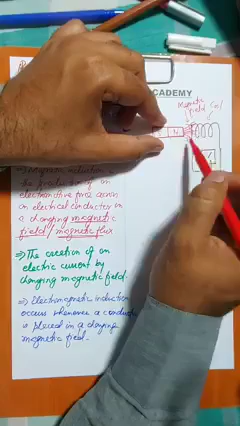 ACADEMY
Magnetic
field Coil
N
the production of an
electromotive force across
an electrical conductor in
a changing magnetic
field / magnetic flux
⇒ The creation of an
electric current by
changing magnetic field.
⇒ Electromagnetic induction
occurs whenever a
is placed in a changing
magnetic field.